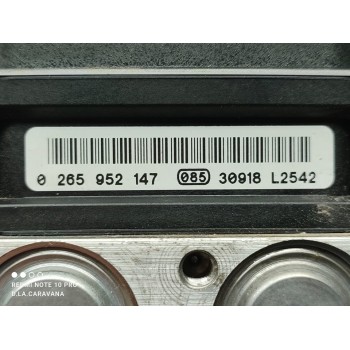 0 265 952 147 085 30918 L2542
REDMI NOTE 10 PRO
D.LA.CARAVANA